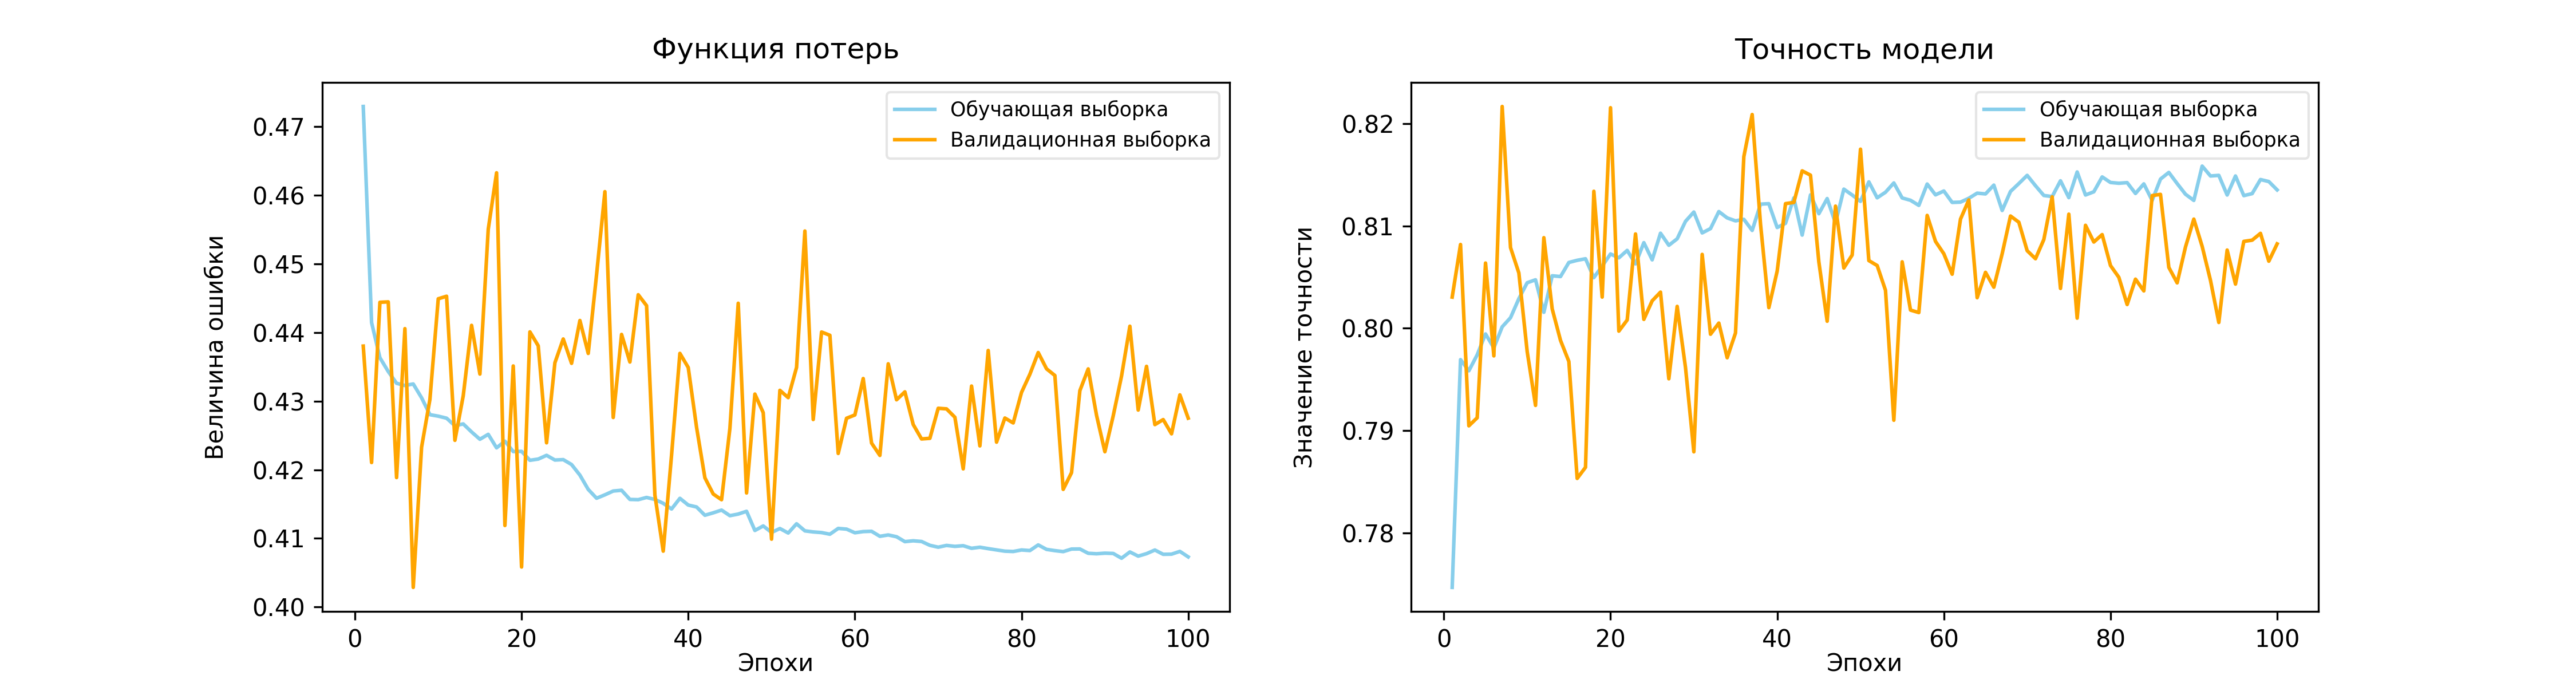 Функция потерь
Величина ошибки
0.47
0.46
0.45
0.44
0.43
0.42
0.41
0.40
Обучающая выборка
Валидационная выборка
0 20 40 60 80 100
Эпохи
Точность модели
Значение точности
0.82
0.81
0.80
0.79
0.78
Обучающая выборка
Валидационная выборка
0 20 40 60 80 100
Эпохи